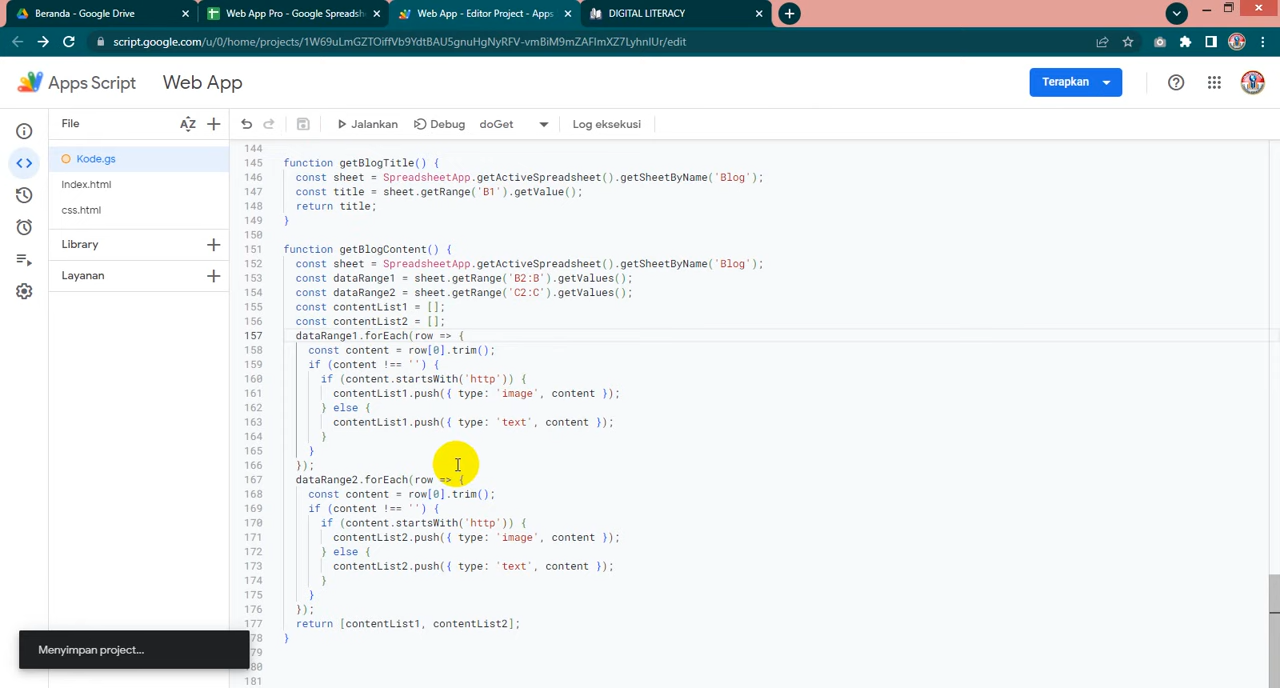 Beranda - Google Drive
Web App Pro - Google Spreadsh
Web App - Editor Project - Apps
DIGITAL LITERACY
script.google.com/u/0/home/projects/1W69uLmGZTOiffVb9YdtBAU5gnuHgNyRFV-vmBiM9mZAFImXZ7LyhnIUr/edit
Apps Script
Web App
Terapkan
File
AZ
Jalankan
Debug
doGet
Log eksekusi
Kode.gs
Index.html
css.html
Library
Layanan
144
145 function getBlogTitle() {
146 const sheet = SpreadsheetApp.getActiveSpreadsheet().getSheetByName('Blog');
147 const title = sheet.getRange('B1').getValue();
148 return title;
149 }
150
151 function getBlogContent() {
152 const sheet = SpreadsheetApp.getActiveSpreadsheet().getSheetByName('Blog');
153 const dataRange1 = sheet.getRange('B2:B').getValues();
154 const dataRange2 = sheet.getRange('C2:C').getValues();
155 const contentList1 = [];
156 const contentList2 = [];
157 dataRange1.forEach(row => {
158 const content = row[0].trim();
159 if (content !== '') {
160 if (content.startsWith('http')) {
161 contentList1.push({ type: 'image', content });
162 } else {
163 contentList1.push({ type: 'text', content });
164 }
165 }
166 });
167 dataRange2.forEach(row => {
168 const content = row[0].trim();
169 if (content !== '') {
170 if (content.startsWith('http')) {
171 contentList2.push({ type: 'image', content });
172 } else {
173 contentList2.push({ type: 'text', content });
174 }
175 }
176 });
177 return [contentList1, contentList2];
78 }
79
180
181
Menyimpan project...